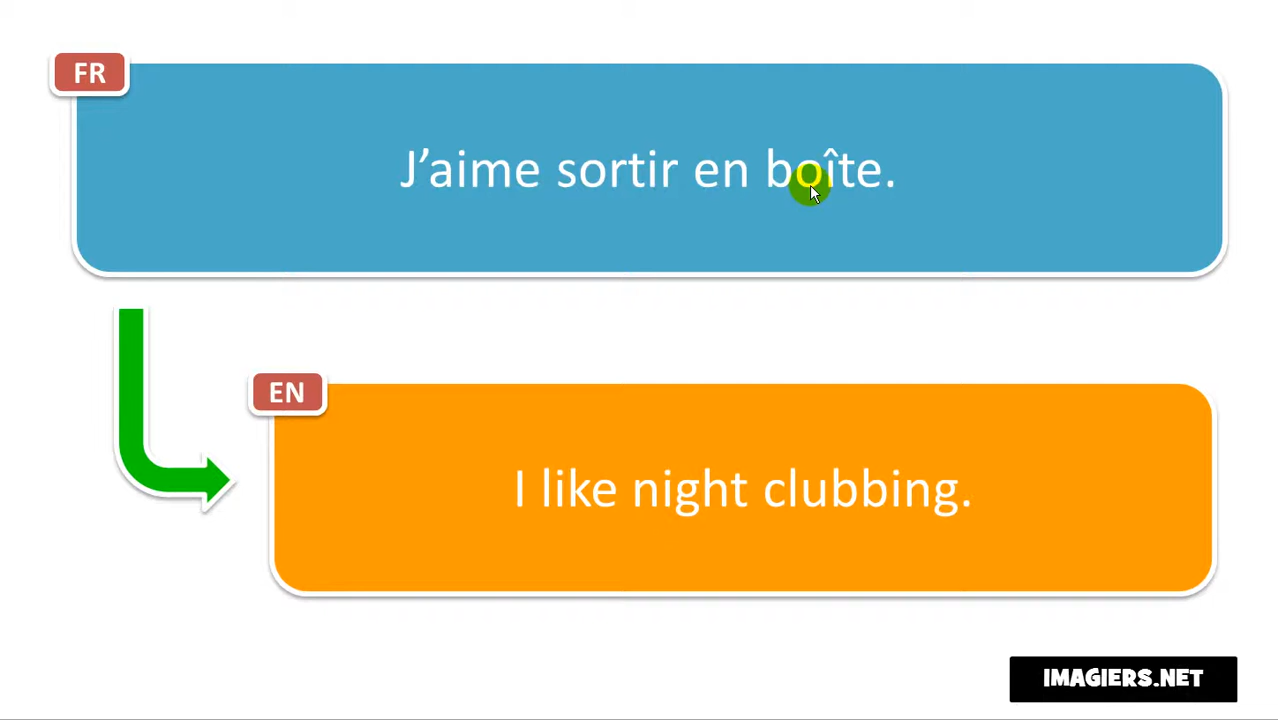 FR
J’aime sortir en boîte.
EN
I like night clubbing.
IMAGIERS.NET